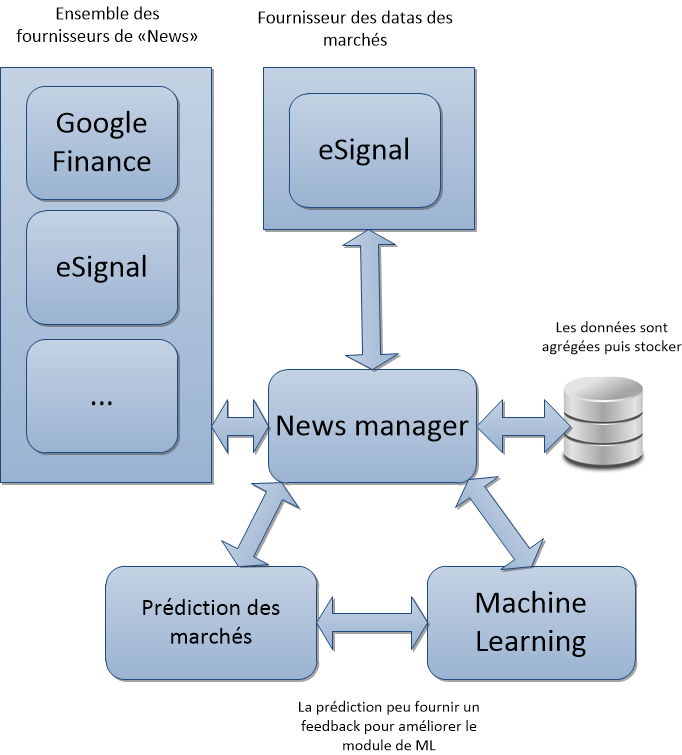 Ensemble des
fournisseurs de «News»
Fournisseur des datas des
marchés
Google
Finance
eSignal
...
eSignal
Les données sont
agrégées puis stocker
News manager
Prédiction des
marchés
Machine
Learning
La prédiction peu fournir un
feedback pour améliorer le
module de ML